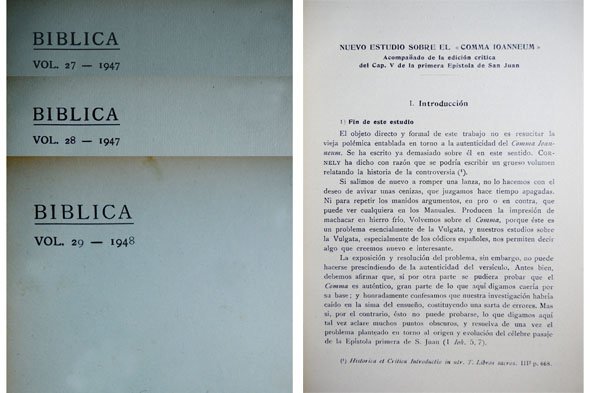 BIBLICA
VOL. 27 — 1947
BIBLICA
VOL. 28 — 1947
BIBLICA
VOL. 29 — 1948
NUEVO ESTUDIO SOBRE EL « COMMA IOANNEUM »
Acompañado de la edición crítica
del Cap. V de la primera Epístola de San Juan
I. Introducción
1) Fin de este estudio
El objeto directo y formal de este trabajo no es resucitar la
vieja polémica entablada en torno a la autenticidad del Comma Ioan-
neum. Se ha escrito ya demasiado sobre él en este sentido. COR-
NELY ha dicho con razón que se podría escribir un grueso volumen
relatando la historia de la controversia (¹).
Si salimos de nuevo a romper una lanza, no lo hacemos con el
deseo de avivar unas cenizas, que juzgamos hace tiempo apagadas.
Ni para repetir los manidos argumentos, en pro o en contra, que
puede ver cualquiera en los Manuales. Producen la impresión de
machacar en hierro frío. Volvemos sobre el Comma, porque éste es
un problema esencialmente de la Vulgata, y nuestros estudios sobre
la Vulgata, especialmente de los códices españoles, nos permiten decir
algo que creemos nuevo e interesante.
La exposición y resolución del problema, sin embargo, no puede
hacerse prescindiendo de la autenticidad del versículo. Antes bien,
debemos afirmar que, si por otra parte se pudiera probar que el
Comma es auténtico, gran parte de lo que aquí digamos caería por
su base; y honradamente confesamos que nuestra investigación habría
caído en la sima del ensueño, constituyendo una sarta de errores. Mas
si, por el contrario, ésto no puede probarse, lo que digamos aquí
tal vez aclare muchos puntos obscuros, y resuelva de una vez el
problema planteado en torno al origen y evolución del célebre pasaje
de la Epístola primera de S. Juan (I Ioh. 5, 7).
(¹) Historica et Critica Introductio in utr. T. Libros sacros. III² p. 668.